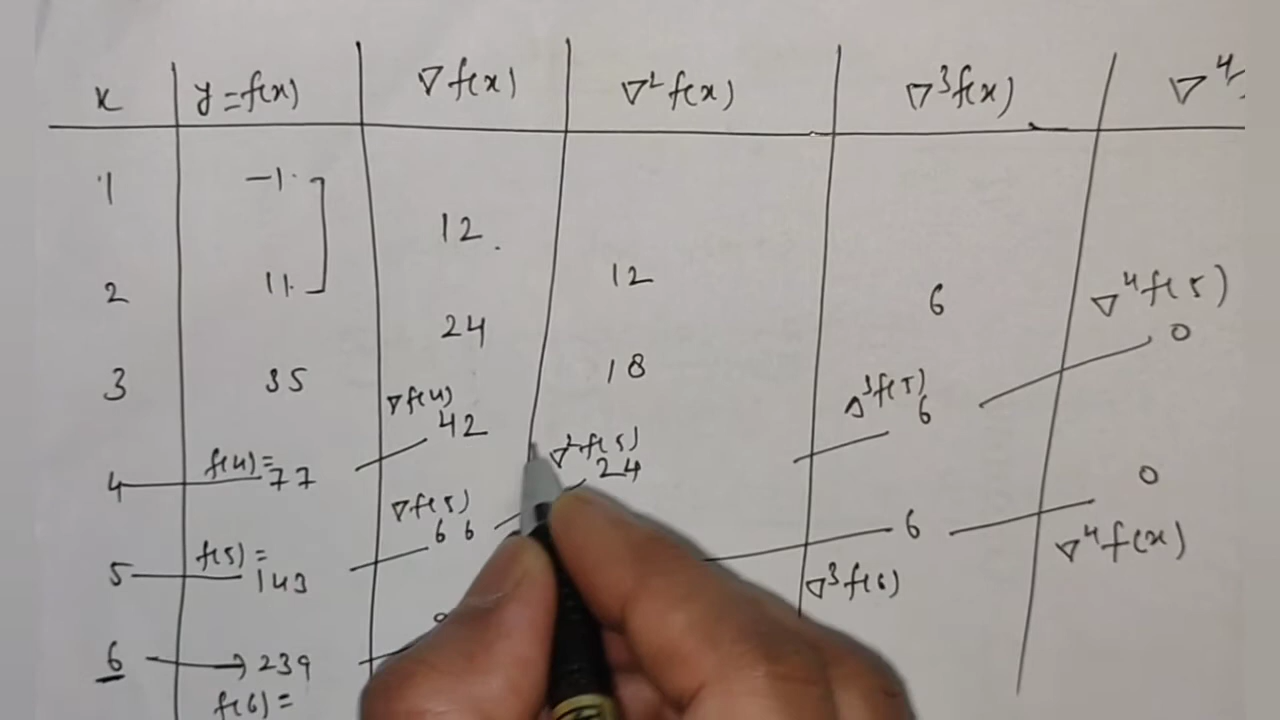 x y=f(x) ∇f(x) ∇²f(x) ∇³f(x) ∇⁴
1 -1
12
2 11 12 6 ∇⁴f(5)
24 0
3 35 18
∇f(4) ∇³f(5)
42 6
f(4)= ∇²f(5)
4 77 24 0
∇f(5)
66 6 ∇⁴f(x)
f(5)=
5 143 ∇³f(6)
6 239
f(6)=